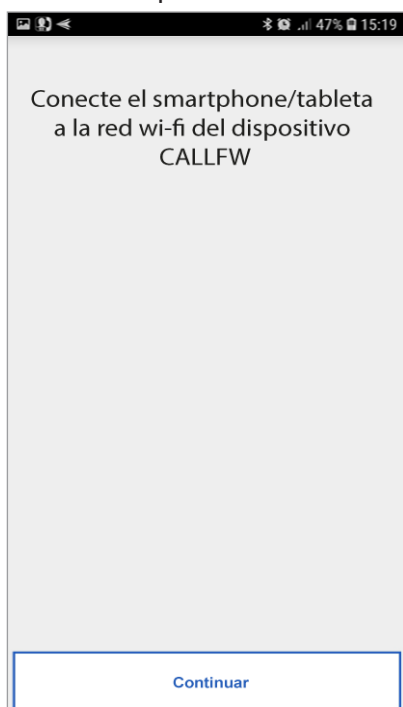 47% 15:19
Conecte el smartphone/tableta
a la red wi-fi del dispositivo
CALLFW
Continuar